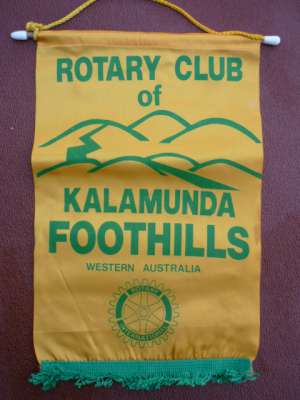 ROTARY CLUB
of
KALAMUNDA
FOOTHILLS
WESTERN AUSTRALIA
ROTARY
INTERNATIONAL